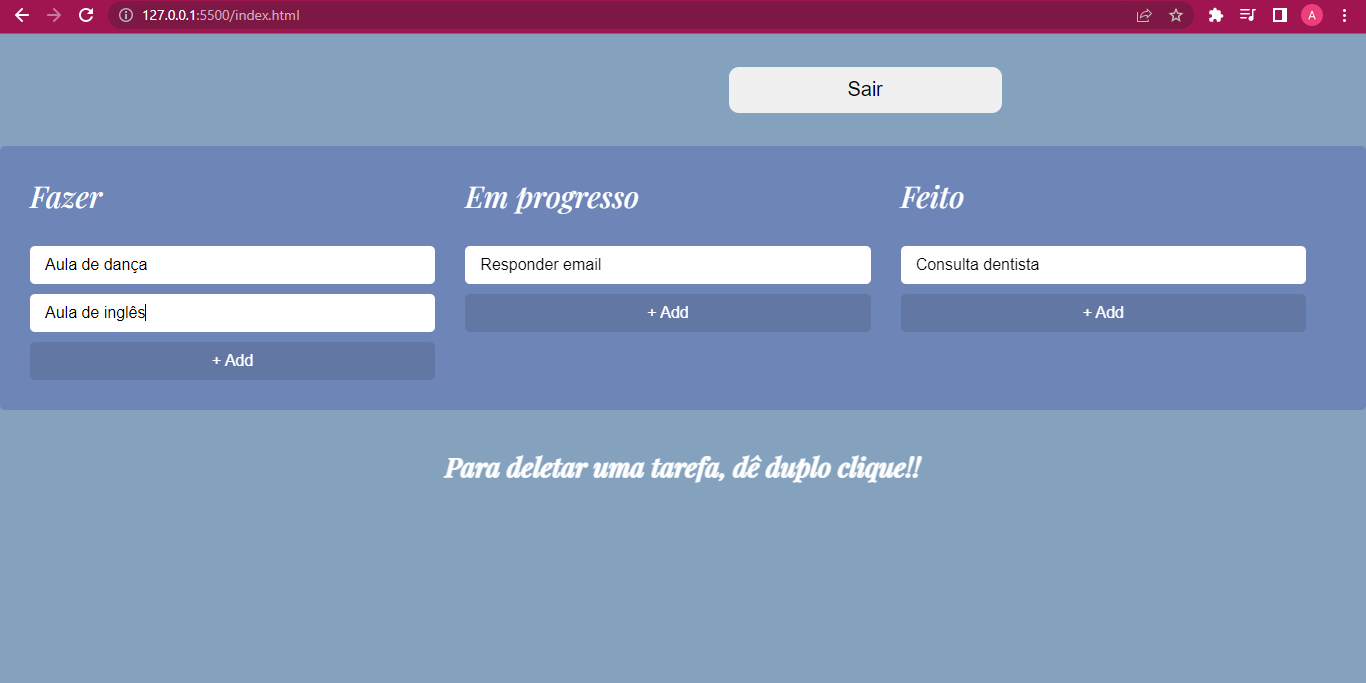 127.0.0.1:5500/index.html
A
Sair
Fazer
Em progresso
Feito
Aula de dança
Responder email
Consulta dentista
Aula de inglês
+ Add
+ Add
+ Add
Para deletar uma tarefa, dê duplo clique!!